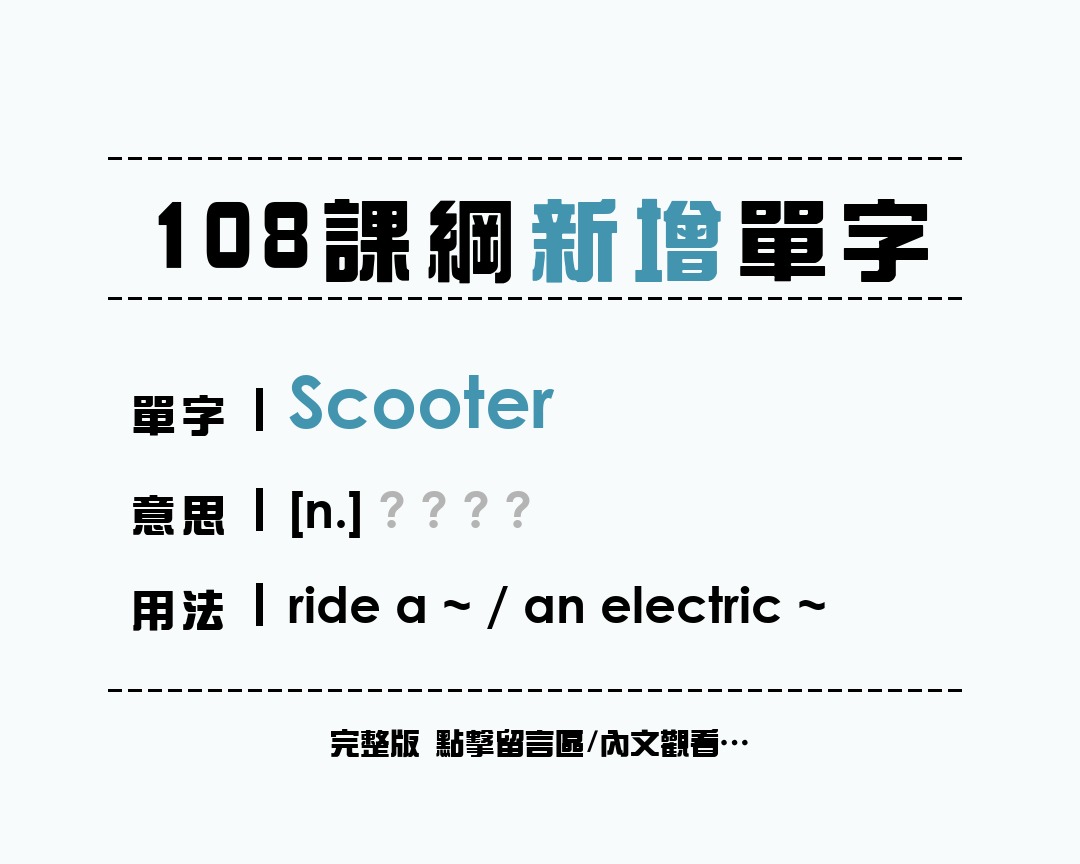 108課綱新增單字
單字 | Scooter
意思 | [n.] ????
用法 | ride a ~ / an electric ~
完整版 點擊留言區/內文觀看…